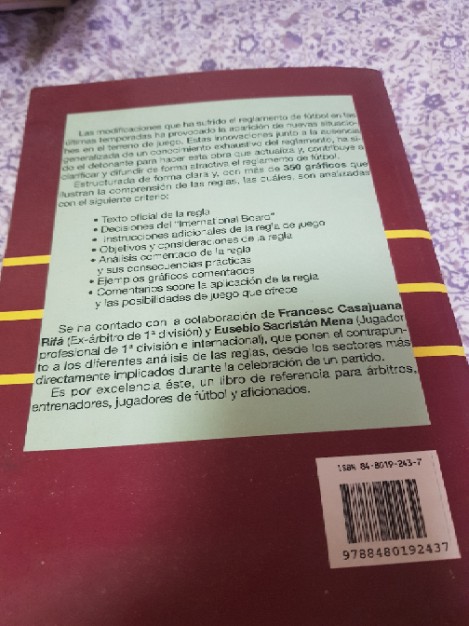 Las modificaciones que ha sufrido el reglamento de fútbol en las
últimas temporadas ha provocado la aparición de nuevas situacio-
nes en el terreno de juego. Estas innovaciones junto a la ausencia
generalizada de un conocimiento exhaustivo del reglamento, ha si-
do el detonante para hacer esta obra que actualiza y, contribuye a
clarificar y difundir de forma atractiva el reglamento de fútbol.
Estructurada de forma clara y, con más de 350 gráficos que
ilustran la comprensión de las reglas, las cuáles, son analizadas
con el siguiente criterio:
• Texto oficial de la regla
• Decisiones del "International Board"
• Instrucciones adicionales de la regla de juego
• Objetivos y consideraciones de la regla
• Análisis comentado de la regla
y sus consecuencias prácticas
• Ejemplos gráficos comentados
• Comentarios sobre la aplicación de la regla
y las posibilidades de juego que ofrece
Se ha contado con la colaboración de Francesc Casajuana
Rifá (Ex-árbitro de 1ª división) y Eusebio Sacristán Mena (Jugador
profesional de 1ª división e internacional), que ponen el contrapun-
to a los diferentes análisis de las reglas, desde los sectores más
directamente implicados durante la celebración de un partido.
Es por excelencia éste, un libro de referencia para árbitros,
entrenadores, jugadores de fútbol y aficionados.
ISBN 84-8019-243-7
9788480192437